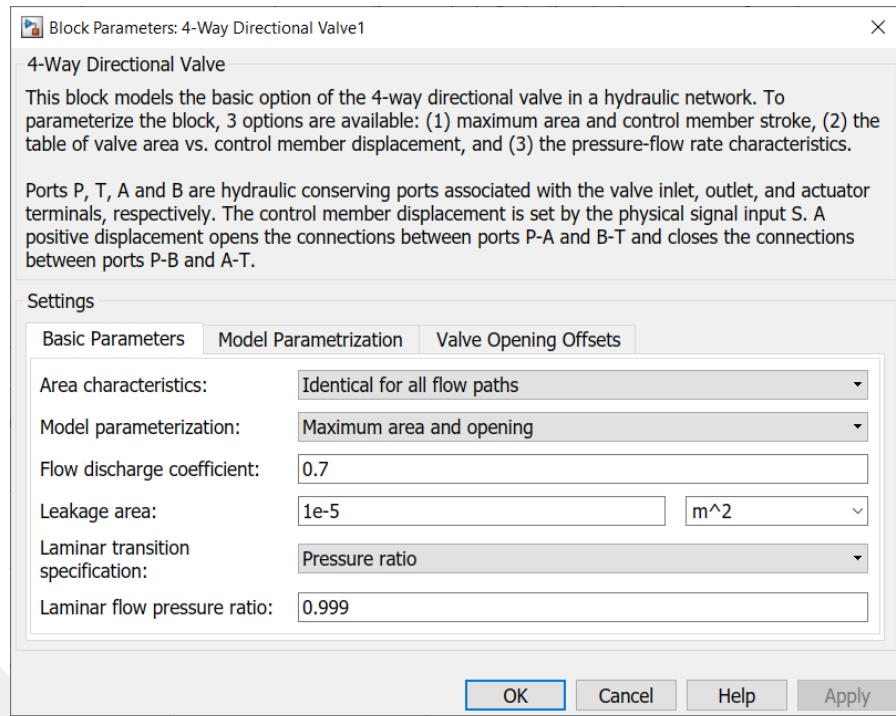 Block Parameters: 4-Way Directional Valve1
4-Way Directional Valve
This block models the basic option of the 4-way directional valve in a hydraulic network. To
parameterize the block, 3 options are available: (1) maximum area and control member stroke, (2) the
table of valve area vs. control member displacement, and (3) the pressure-flow rate characteristics.
Ports P, T, A and B are hydraulic conserving ports associated with the valve inlet, outlet, and actuator
terminals, respectively. The control member displacement is set by the physical signal input S. A
positive displacement opens the connections between ports P-A and B-T and closes the connections
between ports P-B and A-T.
Settings
Basic Parameters Model Parametrization Valve Opening Offsets
Area characteristics: Identical for all flow paths
Model parameterization: Maximum area and opening
Flow discharge coefficient: 0.7
Leakage area: 1e-5 m^2
Laminar transition
specification: Pressure ratio
Laminar flow pressure ratio: 0.999
OK Cancel Help Apply